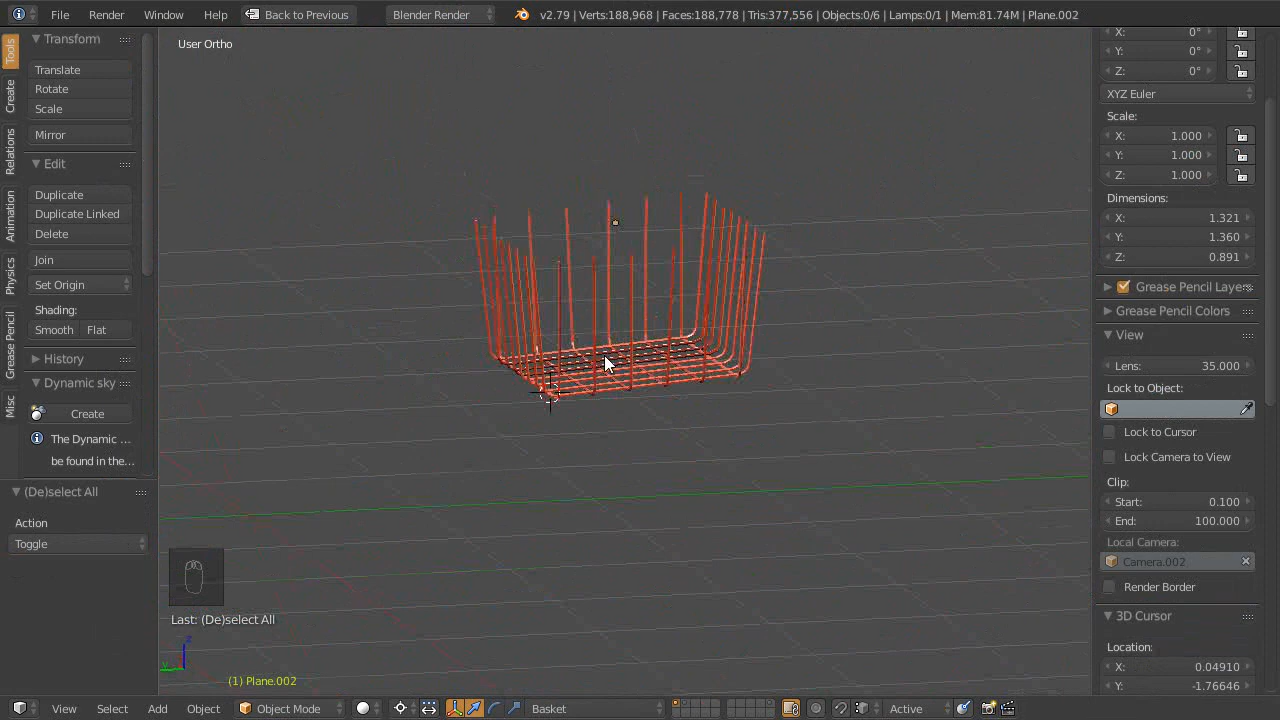 File Render Window Help Back to Previous Blender Render v2.79 | Verts:188,968 | Faces:188,778 | Tris:377,556 | Objects:0/6 | Lamps:0/1 | Mem:81.74M | Plane.002
Tools
Create
Relations
Animation
Physics
Grease Pencil
Misc
Transform
Translate
Rotate
Scale
Mirror
Edit
Duplicate
Duplicate Linked
Delete
Join
Set Origin
Shading:
Smooth Flat
History
Dynamic sky
Create
The Dynamic ...
be found in the...
(De)select All
Action
Toggle
User Ortho
Last: (De)select All
z
y
(1) Plane.002
X: 0°
Y: 0°
Z: 0°
XYZ Euler
Scale:
X: 1.000
Y: 1.000
Z: 1.000
Dimensions:
X: 1.321
Y: 1.360
Z: 0.891
Grease Pencil Layers
Grease Pencil Colors
View
Lens: 35.000
Lock to Object:
Lock to Cursor
Lock Camera to View
Clip:
Start: 0.100
End: 100.000
Local Camera:
Camera.002
Render Border
3D Cursor
Location:
X: 0.04910
Y: -1.76646
View Select Add Object Object Mode Basket Active